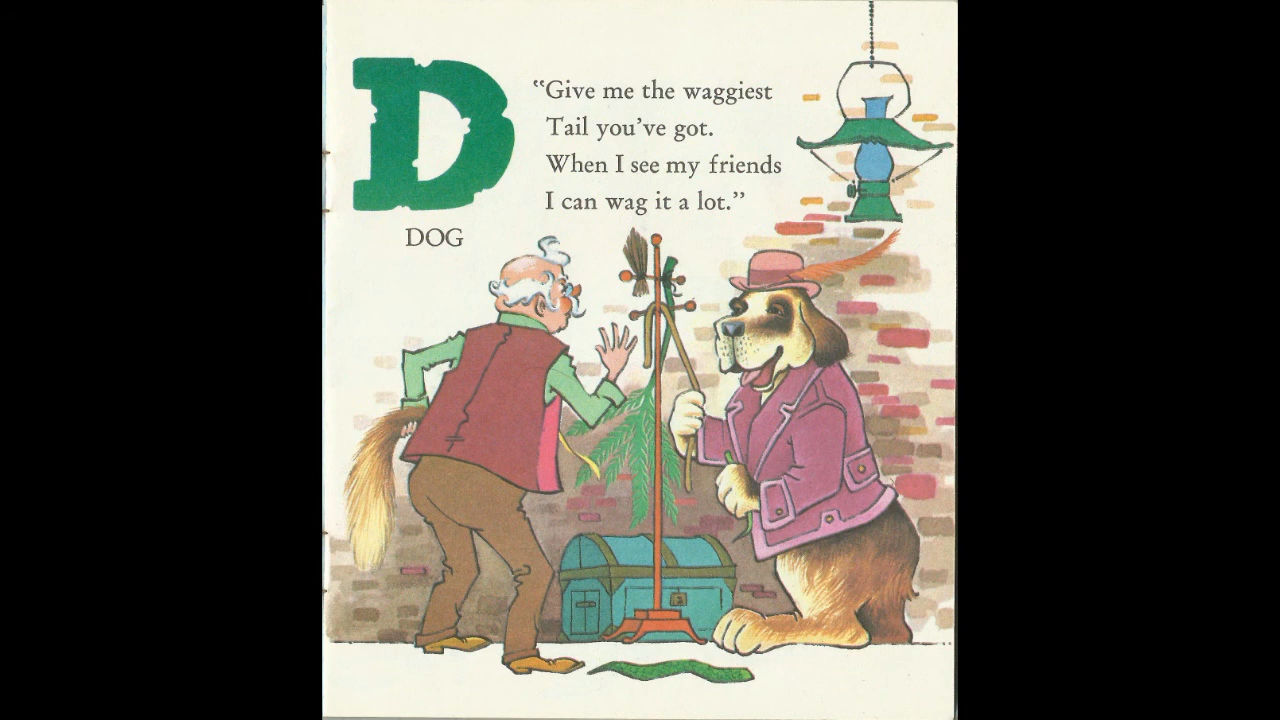 D
DOG
“Give me the waggiest
Tail you’ve got.
When I see my friends
I can wag it a lot.”